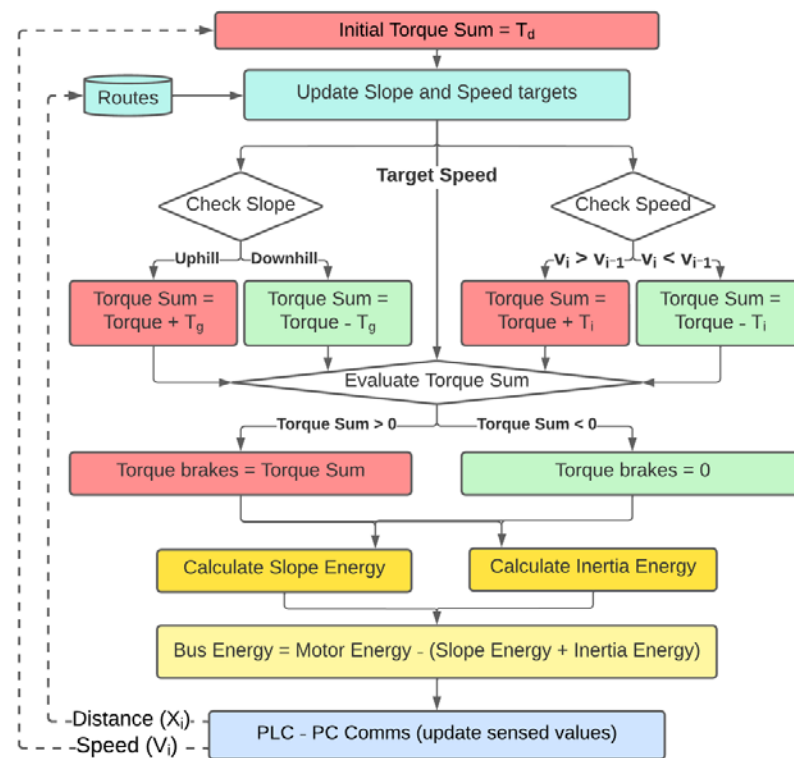 Initial Torque Sum = T_d
Routes
Update Slope and Speed targets
Target Speed
Check Slope
Check Speed
Uphill
Downhill
v_i > v_{i-1}
v_i < v_{i-1}
Torque Sum =
Torque + T_g
Torque Sum =
Torque - T_g
Torque Sum =
Torque + T_i
Torque Sum =
Torque - T_i
Evaluate Torque Sum
Torque Sum > 0
Torque Sum < 0
Torque brakes = Torque Sum
Torque brakes = 0
Calculate Slope Energy
Calculate Inertia Energy
Bus Energy = Motor Energy - (Slope Energy + Inertia Energy)
Distance (X_i)
Speed (V_i)
PLC - PC Comms (update sensed values)